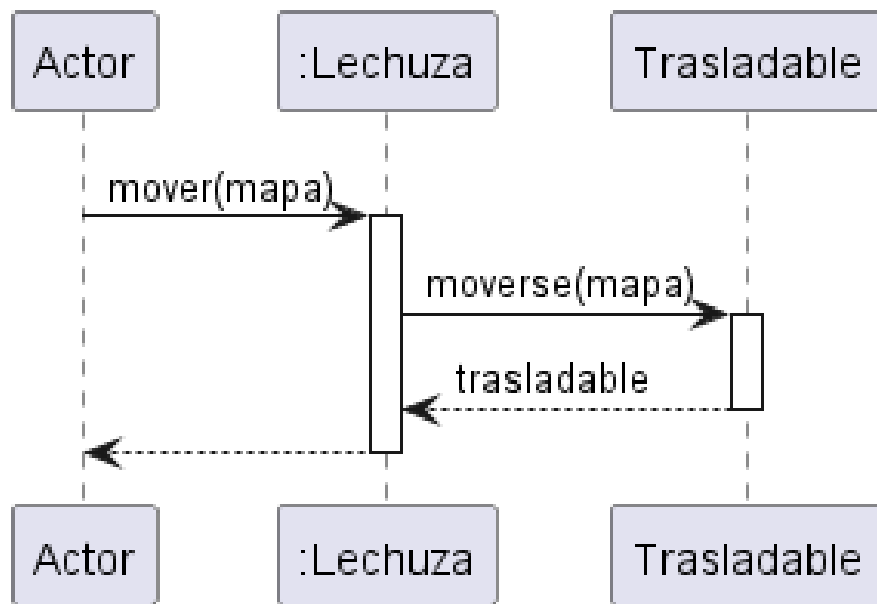 Actor
:Lechuza
Trasladable
mover(mapa)
moverse(mapa)
trasladable
Actor
:Lechuza
Trasladable